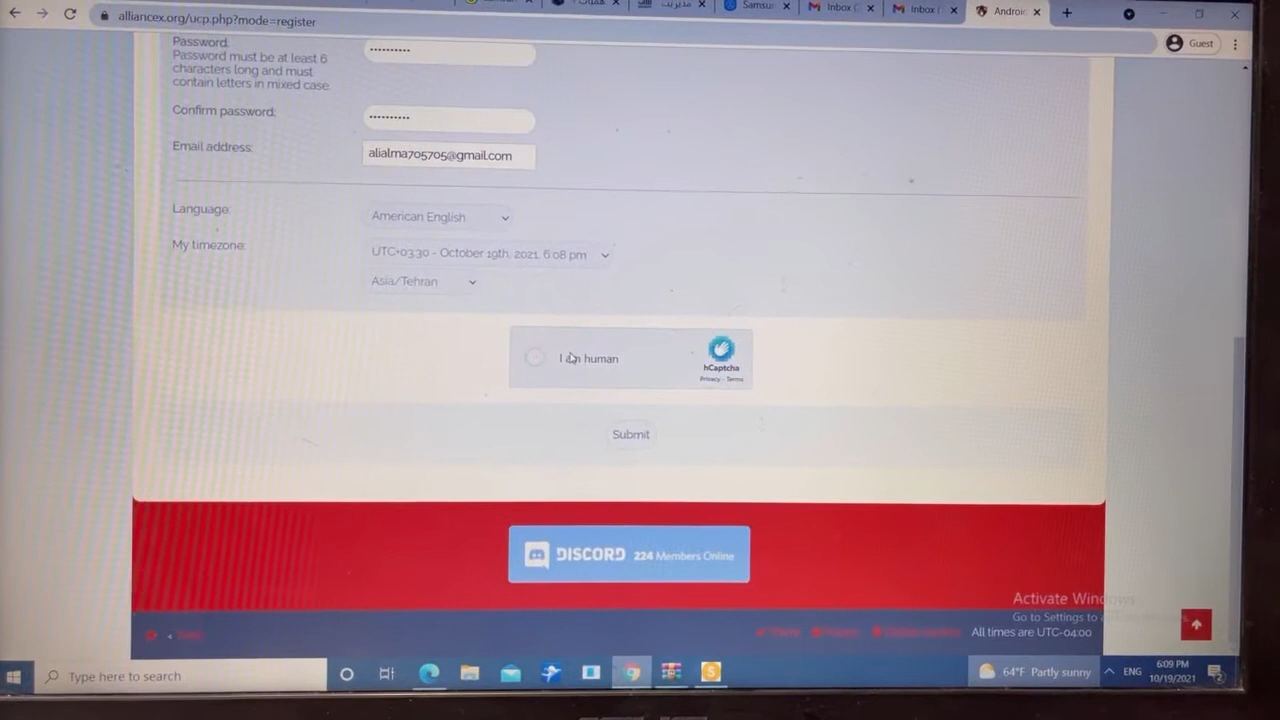 Samsu
Inbox (
Inbox (
Androi
alliancex.org/ucp.php?mode=register
Guest
Password:
Password must be at least 6
characters long and must
contain letters in mixed case.
••••••••••
Confirm password:
••••••••••
Email address:
alialma705705@gmail.com
Language:
American English
My timezone:
UTC+03:30 - October 19th, 2021, 6:08 pm
Asia/Tehran
I am human
hCaptcha
Privacy - Terms
Submit
DISCORD 224 Members Online
Activate Windows
Go to Settings to
All times are UTC-04:00
Type here to search
64°F Partly sunny
ENG
6:09 PM
10/19/2021
2